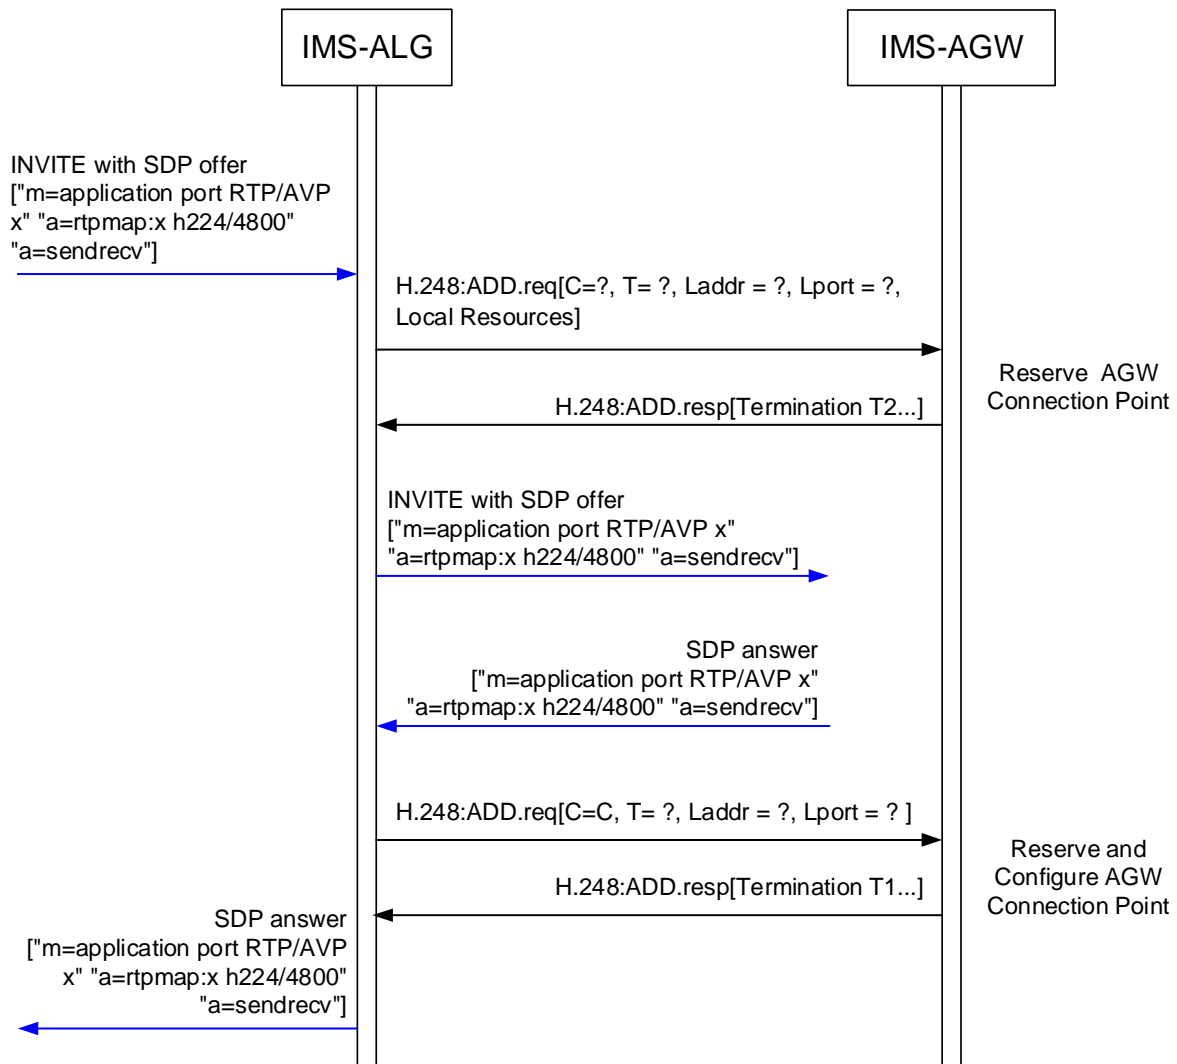 IMS-ALG
IMS-AGW
INVITE with SDP offer
["m=application port RTP/AVP
x" "a=rtpmap:x h224/4800"
"a=sendrecv"]
H.248:ADD.req[C=?, T= ?, Laddr = ?, Lport = ?,
Local Resources]
Reserve AGW
Connection Point
H.248:ADD.resp[Termination T2...]
INVITE with SDP offer
["m=application port RTP/AVP x"
"a=rtpmap:x h224/4800" "a=sendrecv"]
SDP answer
["m=application port RTP/AVP x"
"a=rtpmap:x h224/4800" "a=sendrecv"]
H.248:ADD.req[C=C, T= ?, Laddr = ?, Lport = ? ]
Reserve and
Configure AGW
Connection Point
H.248:ADD.resp[Termination T1...]
SDP answer
["m=application port RTP/AVP
x" "a=rtpmap:x h224/4800"
"a=sendrecv"]